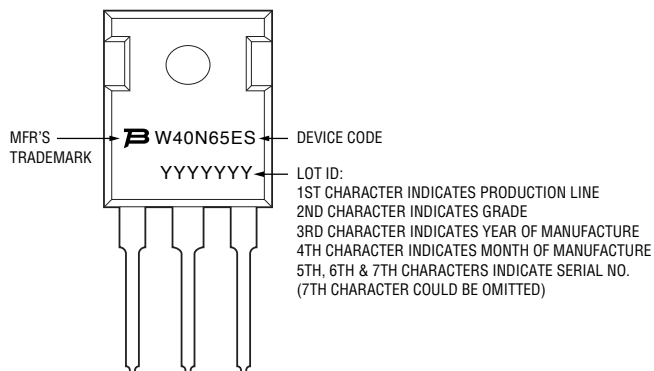 MFR'S
TRADEMARK
W40N65ES
DEVICE CODE
YYYYYYY
LOT ID:
1ST CHARACTER INDICATES PRODUCTION LINE
2ND CHARACTER INDICATES GRADE
3RD CHARACTER INDICATES YEAR OF MANUFACTURE
4TH CHARACTER INDICATES MONTH OF MANUFACTURE
5TH, 6TH & 7TH CHARACTERS INDICATE SERIAL NO.
(7TH CHARACTER COULD BE OMITTED)